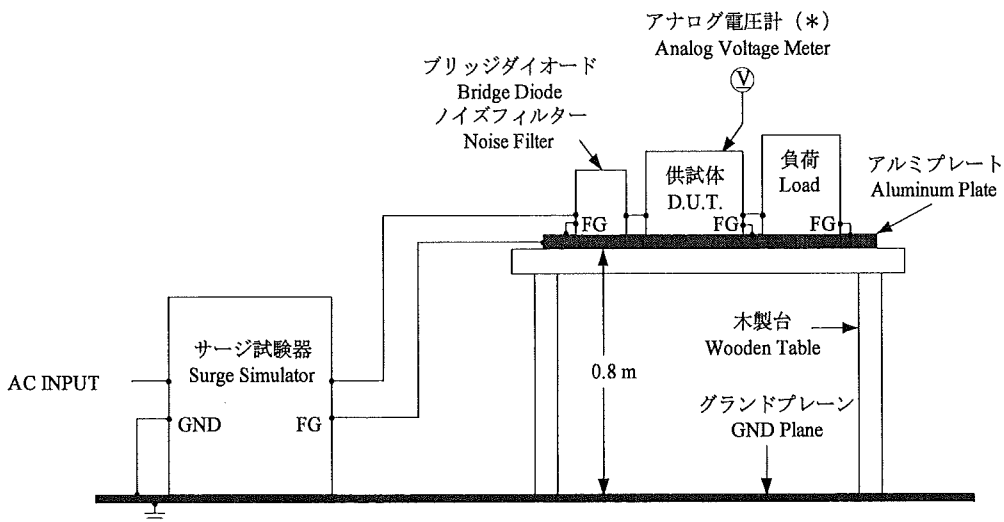 アナログ電圧計 (*)
Analog Voltage Meter
V
ブリッジダイオード
Bridge Diode
ノイズフィルター
Noise Filter
供試体
D.U.T.
負荷
Load
アルミプレート
Aluminum Plate
FG
FG
FG
サージ試験器
Surge Simulator
AC INPUT
GND
FG
0.8 m
木製台
Wooden Table
グランドプレーン
GND Plane